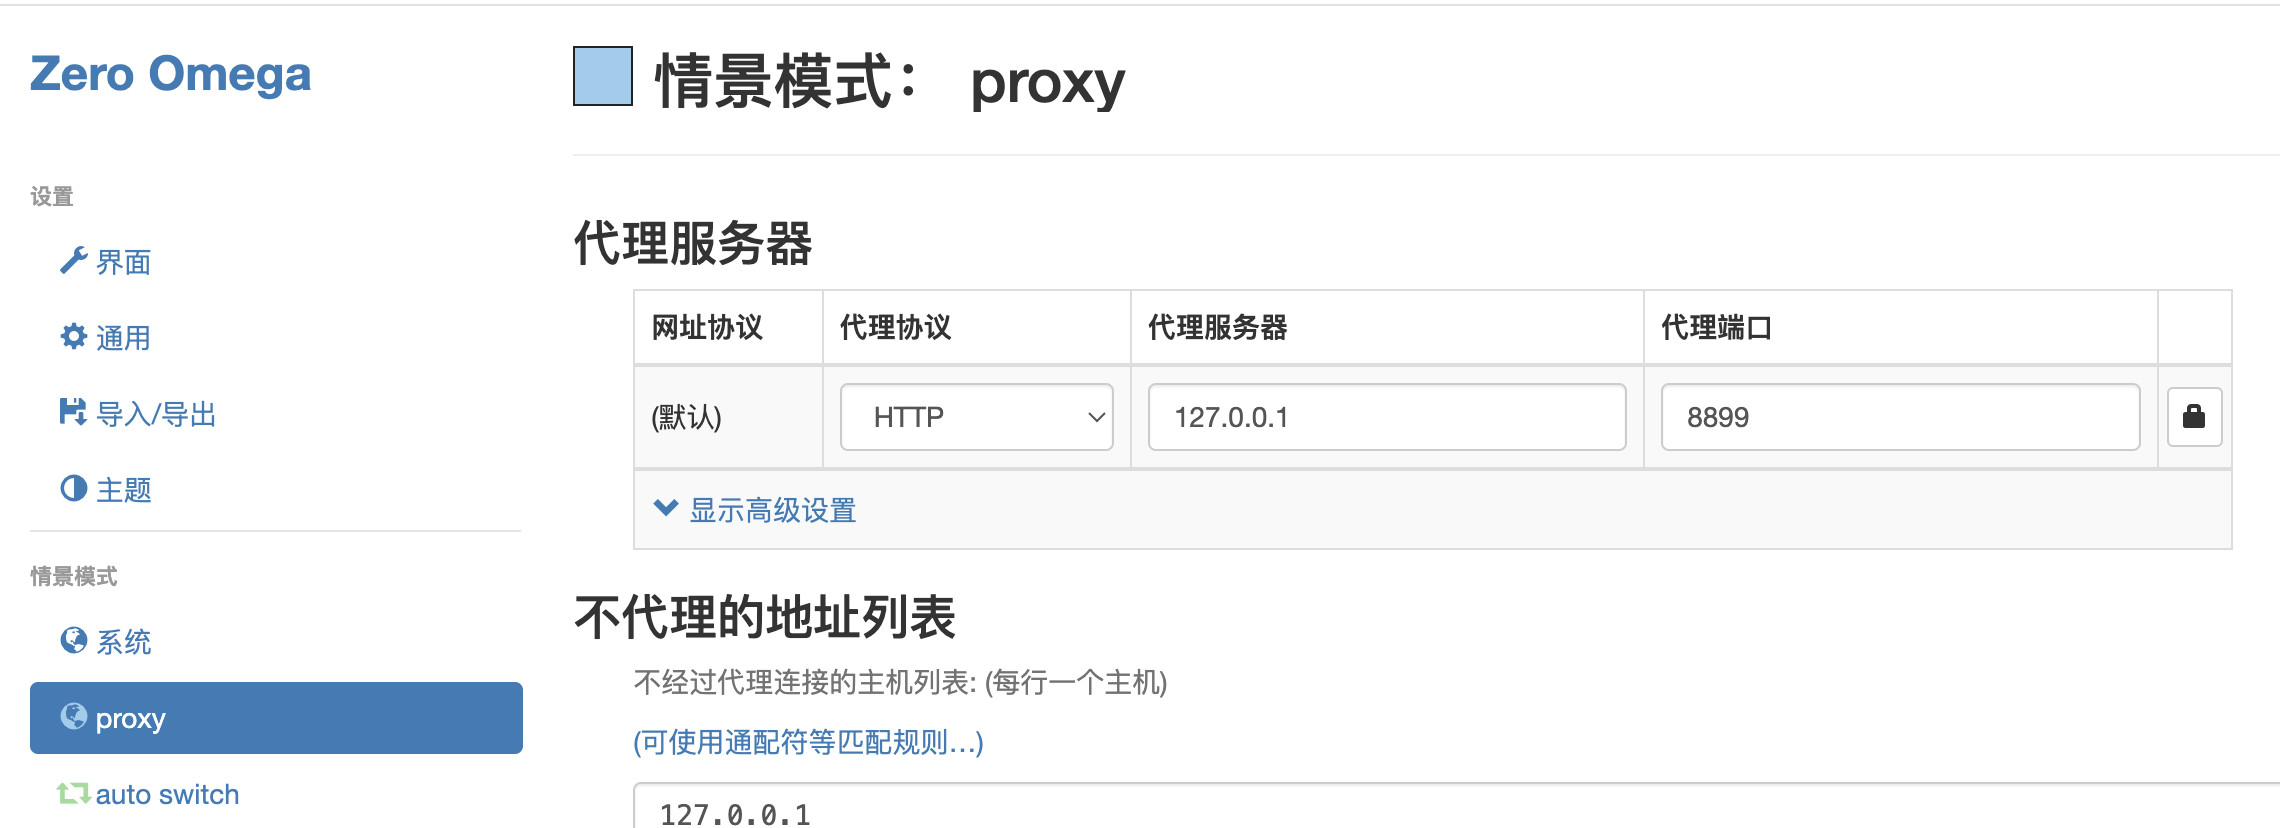 Zero Omega
设置
界面
通用
导入/导出
主题
情景模式
系统
proxy
auto switch
情景模式： proxy
代理服务器
网址协议 代理协议 代理服务器 代理端口
(默认) HTTP 127.0.0.1 8899
显示高级设置
不代理的地址列表
不经过代理连接的主机列表: (每行一个主机)
(可使用通配符等匹配规则...)
127.0.0.1